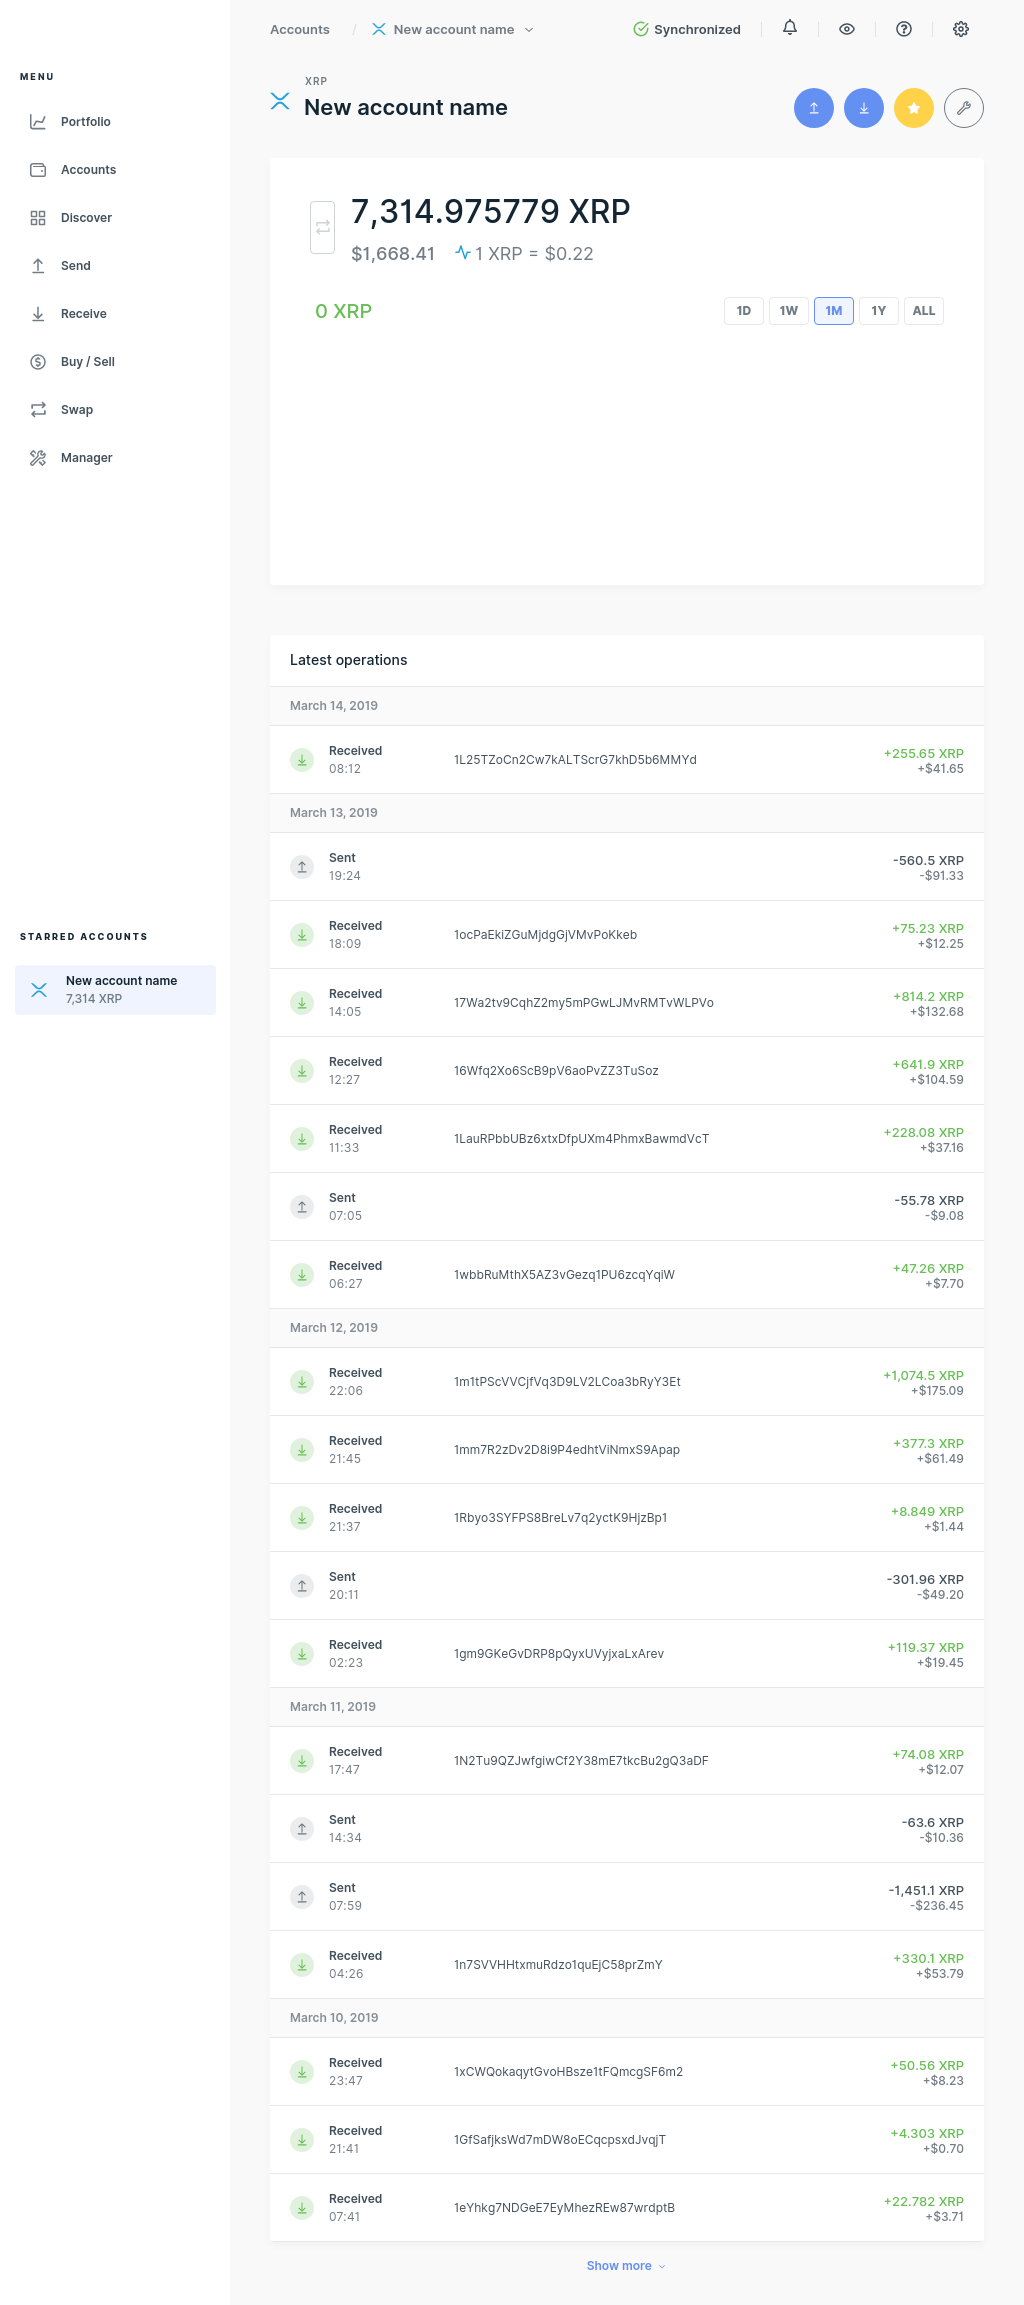 Accounts / New account name
Synchronized
MENU
Portfolio
Accounts
Discover
Send
Receive
Buy / Sell
Swap
Manager
STARRED ACCOUNTS
New account name
7,314 XRP
XRP
New account name
7,314.975779 XRP
$1,668.41 1 XRP = $0.22
0 XRP
1D 1W 1M 1Y ALL
Latest operations
March 14, 2019
Received 1L25TZoCn2Cw7kALTScrG7khD5b6MMYd +255.65 XRP
08:12 +$41.65
March 13, 2019
Sent -560.5 XRP
19:24 -$91.33
Received 1ocPaEkiZGuMjdgGjVMvPoKkeb +75.23 XRP
18:09 +$12.25
Received 17Wa2tv9CqhZ2my5mPGwLJMvRMTvWLPVo +814.2 XRP
14:05 +$132.68
Received 16Wfq2Xo6ScB9pV6aoPvZZ3TuSoz +641.9 XRP
12:27 +$104.59
Received 1LauRPbbUBz6xtxDfpUXm4PhmxBawmdVcT +228.08 XRP
11:33 +$37.16
Sent -55.78 XRP
07:05 -$9.08
Received 1wbbRuMthX5AZ3vGezq1PU6zcqYqiW +47.26 XRP
06:27 +$7.70
March 12, 2019
Received 1m1tPScVVCjfVq3D9LV2LCoa3bRyY3Et +1,074.5 XRP
22:06 +$175.09
Received 1mm7R2zDv2D8i9P4edhtViNmxS9Apap +377.3 XRP
21:45 +$61.49
Received 1Rbyo3SYFPS8BreLv7q2yctK9HjzBp1 +8.849 XRP
21:37 +$1.44
Sent -301.96 XRP
20:11 -$49.20
Received 1gm9GKeGvDRP8pQyxUVyjxaLxArev +119.37 XRP
02:23 +$19.45
March 11, 2019
Received 1N2Tu9QZJwfgiwCf2Y38mE7tkcBu2gQ3aDF +74.08 XRP
17:47 +$12.07
Sent -63.6 XRP
14:34 -$10.36
Sent -1,451.1 XRP
07:59 -$236.45
Received 1n7SVVHHtxmuRdzo1quEjC58prZmY +330.1 XRP
04:26 +$53.79
March 10, 2019
Received 1xCWQokaqytGvoHBsze1tFQmcgSF6m2 +50.56 XRP
23:47 +$8.23
Received 1GfSafjksWd7mDW8oECqcpsxdJvqjT +4.303 XRP
21:41 +$0.70
Received 1eYhkg7NDGeE7EyMhezREw87wrdptB +22.782 XRP
07:41 +$3.71
Show more